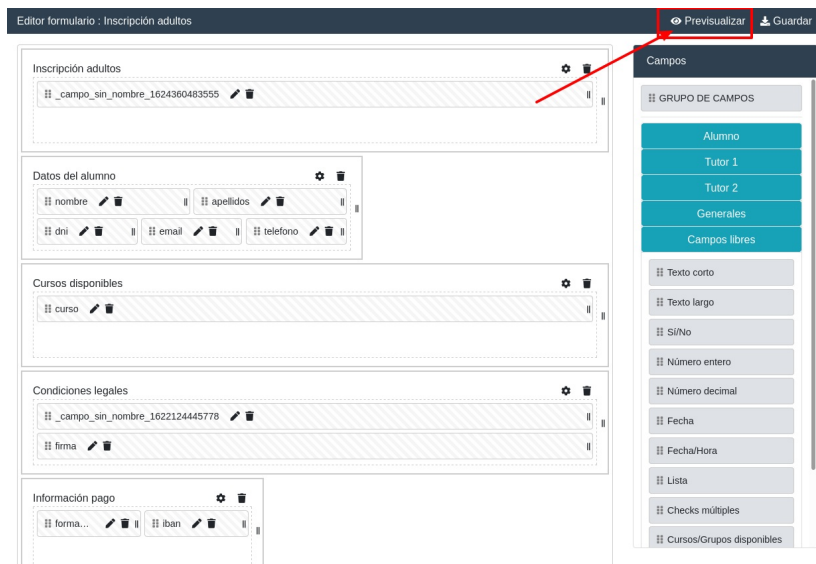 Editor formulario : Inscripción adultos
Previsualizar
Guardar
Inscripción adultos
_campo_sin_nombre_1624360483555
Datos del alumno
nombre
apellidos
dni
email
telefono
Cursos disponibles
curso
Condiciones legales
_campo_sin_nombre_1622124445778
firma
Información pago
forma...
iban
Campos
GRUPO DE CAMPOS
Alumno
Tutor 1
Tutor 2
Generales
Campos libres
Texto corto
Texto largo
Sí/No
Número entero
Número decimal
Fecha
Fecha/Hora
Lista
Checks múltiples
Cursos/Grupos disponibles